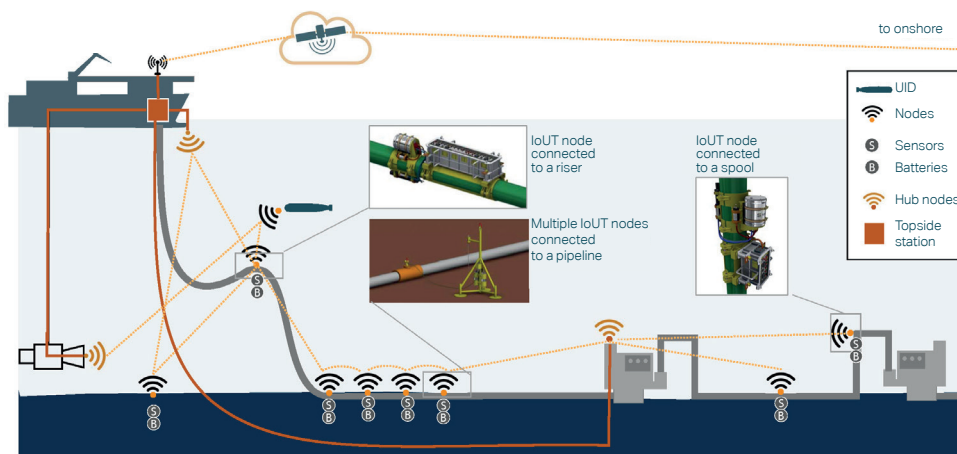 to onshore
UID
Nodes
Sensors
Batteries
Hub nodes
Topside
station
S
B
IoUT node
connected
to a riser
IoUT node
connected
to a spool
Multiple IoUT nodes
connected
to a pipeline
S
B
S
B
S
B
S
B
S
B
S
B
S
B
S
B